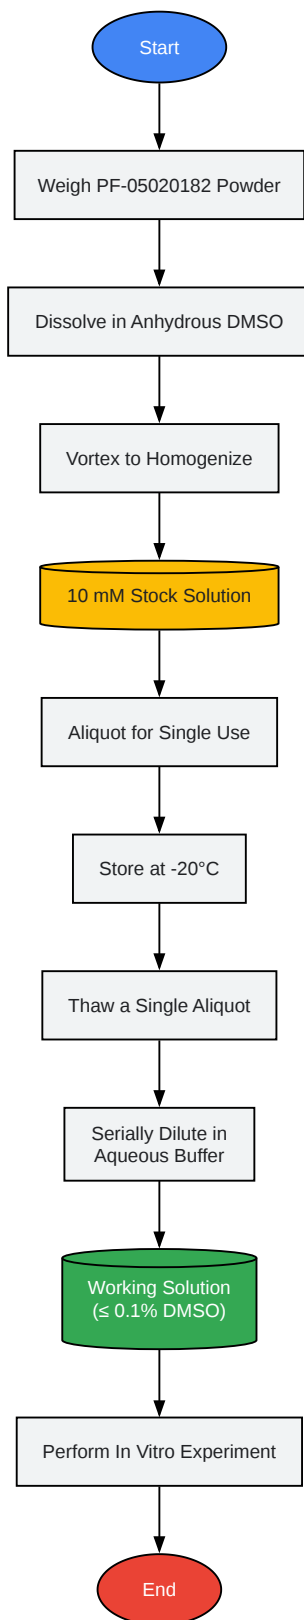 Start
Weigh PF-05020182 Powder
Dissolve in Anhydrous DMSO
Vortex to Homogenize
10 mM Stock Solution
Aliquot for Single Use
Store at -20°C
Thaw a Single Aliquot
Serially Dilute in
Aqueous Buffer
Working Solution
(≤ 0.1% DMSO)
Perform In Vitro Experiment
End